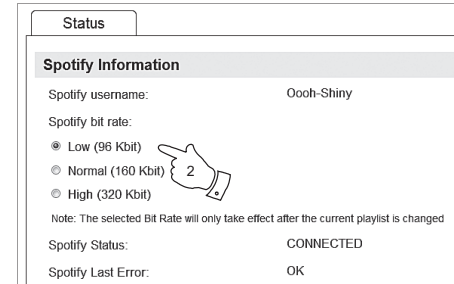 Status
Spotify Information
Spotify username: Oooh-Shiny
Spotify bit rate:
Low (96 Kbit)
Normal (160 Kbit) 2
High (320 Kbit)
Note: The selected Bit Rate will only take effect after the current playlist is changed
Spotify Status: CONNECTED
Spotify Last Error: OK